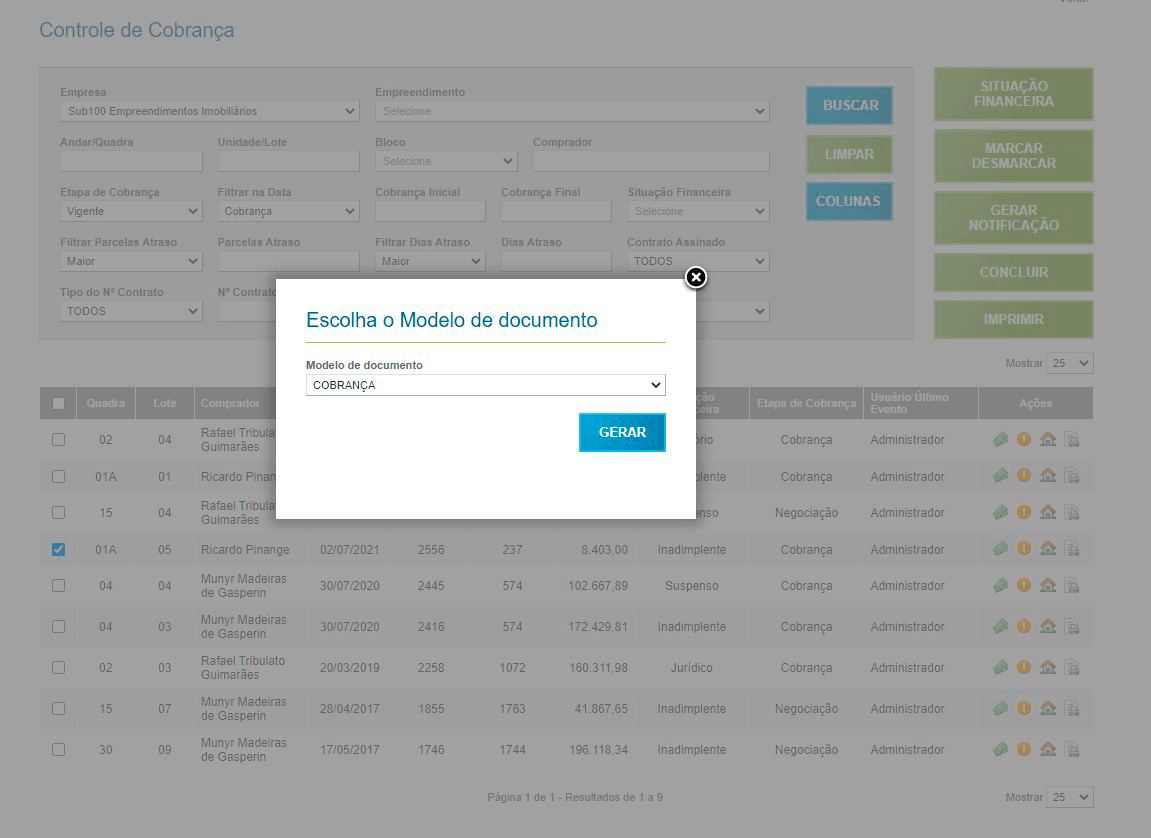 Controle de Cobrança
Empresa
Empreendimento
Sub100 Empreendimentos Imobiliários
Selecione
BUSCAR
SITUAÇÃO
FINANCEIRA
Andar/Quadra
Unidade/Lote
Bloco
Comprador
Selecione
LIMPAR
MARCAR
DESMARCAR
Etapa de Cobrança
Filtrar na Data
Cobrança Inicial
Cobrança Final
Situação Financeira
Vigente
Cobrança
Selecione
COLUNAS
GERAR
NOTIFICAÇÃO
Filtrar Parcelas Atraso
Parcelas Atraso
Filtrar Dias Atraso
Dias Atraso
Contrato Assinado
Maior
Maior
TODOS
CONCLUIR
Tipo do Nº Contrato
Nº Contrato
TODOS
IMPRIMIR
Escolha o Modelo de documento
Modelo de documento
COBRANÇA
GERAR
Mostrar 25
Quadra Lote Comprador Etapa de Cobrança Usuário Último Evento Ações
02 04 Rafael Guimarães Cobrança Administrador
01A 01 Ricardo Cobrança Administrador
15 04 Rafael Guimarães Negociação Administrador
01A 05 Ricardo Pinange 02/07/2021 2556 237 8.403,00 Inadimplente Cobrança Administrador
04 04 Munyr Madeiras de Gasperin 30/07/2020 2445 574 102.667,89 Suspenso Cobrança Administrador
04 03 Munyr Madeiras de Gasperin 30/07/2020 2416 574 172.429,81 Inadimplente Cobrança Administrador
02 03 Rafael Tribulato Guimarães 20/03/2019 2258 1072 160.311,98 Jurídico Cobrança Administrador
15 07 Munyr Madeiras de Gasperin 28/04/2017 1855 1763 41.867,65 Inadimplente Negociação Administrador
30 09 Munyr Madeiras de Gasperin 17/05/2017 1746 1744 196.118,34 Inadimplente Negociação Administrador
Página 1 de 1 - Resultados de 1 a 9
Mostrar 25